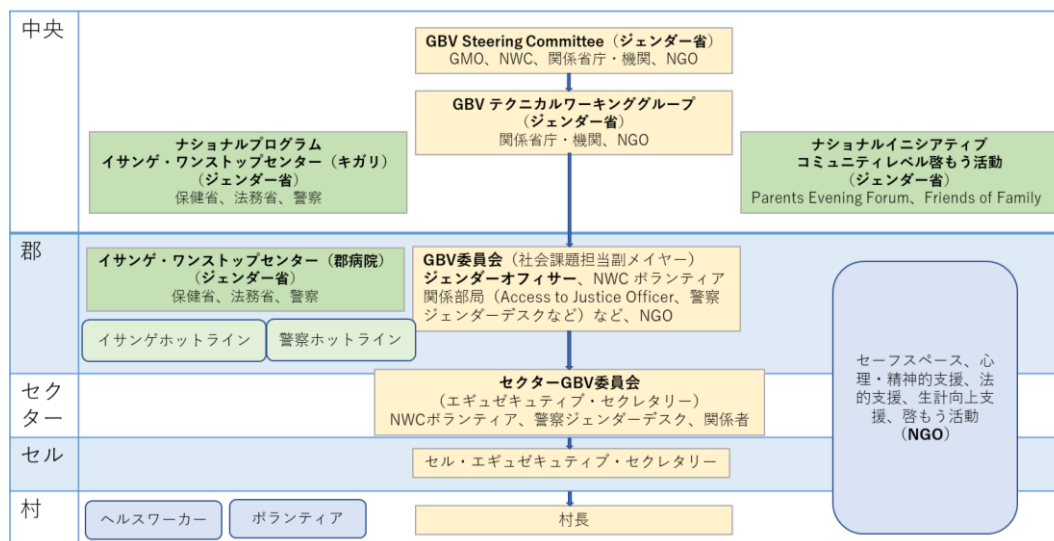 中央
GBV Steering Committee（ジェンダー省）
GMO、NWC、関係省庁・機関、NGO
GBV テクニカルワーキンググループ
（ジェンダー省）
関係省庁・機関、NGO
ナショナルプログラム
イサンゲ・ワンストップセンター（キガリ）
（ジェンダー省）
保健省、法務省、警察
ナショナルイニシアティブ
コミュニティレベル啓もう活動
（ジェンダー省）
Parents Evening Forum、Friends of Family
郡
イサンゲ・ワンストップセンター（郡病院）
（ジェンダー省）
保健省、法務省、警察
イサンゲホットライン
警察ホットライン
GBV委員会（社会課題担当副メイヤー）
ジェンダーオフィサー、NWC ボランティア
関係部局（Access to Justice Officer、警察
ジェンダーデスクなど）など、NGO
セーフスペース、心
理・精神的支援、法
的支援、生計向上支
援、啓もう活動
（NGO）
セク
ター
セクターGBV委員会
（エギュゼキュティブ・セクレタリー）
NWCボランティア、警察ジェンダーデスク、関係者
セル
セル・エギュゼキュティブ・セクレタリー
村
ヘルスワーカー
ボランティア
村長